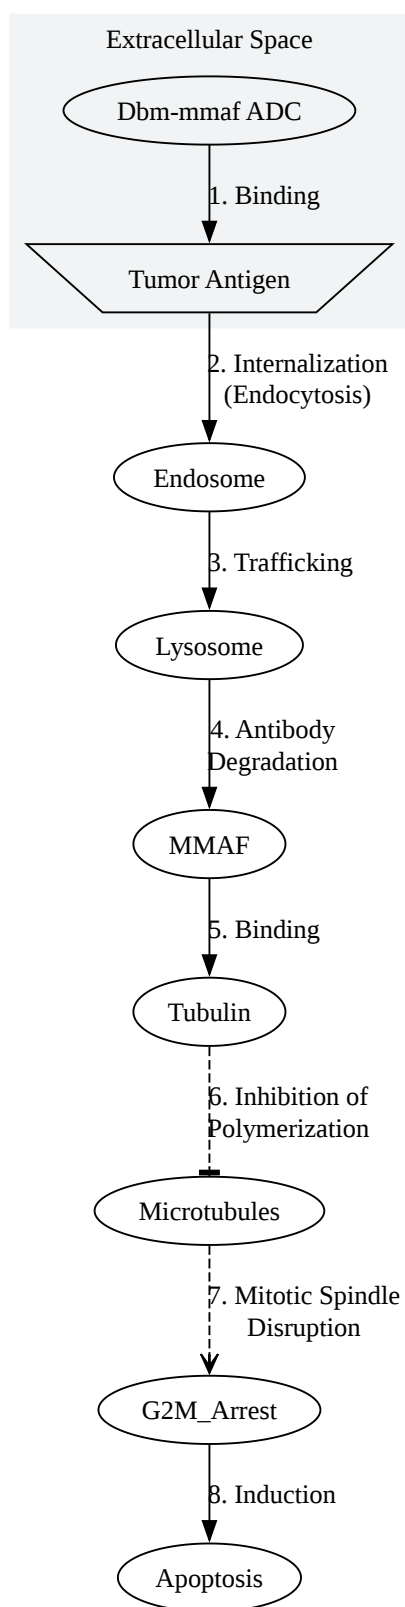 Extracellular Space
Dbm-mmaf ADC
1. Binding
Tumor Antigen
2. Internalization
(Endocytosis)
Endosome
3. Trafficking
Lysosome
4. Antibody
Degradation
MMAF
5. Binding
Tubulin
6. Inhibition of
Polymerization
Microtubules
7. Mitotic Spindle
Disruption
G2M_Arrest
8. Induction
Apoptosis